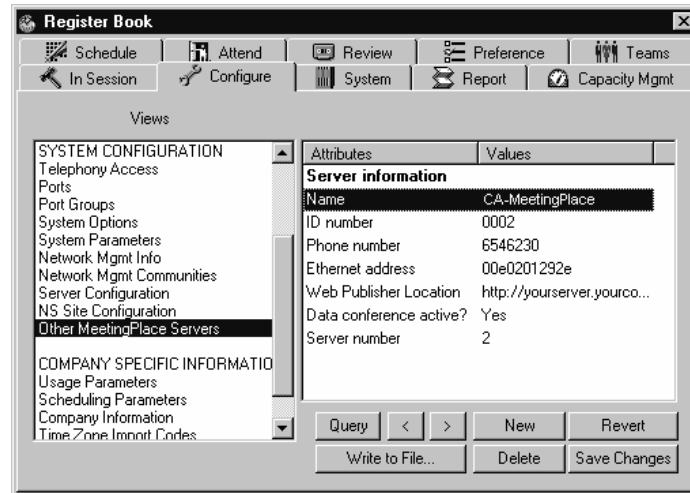 Register Book
Schedule Attend Review Preference Teams
In Session Configure System Report Capacity Mgmt
Views
SYSTEM CONFIGURATION
Telephony Access
Ports
Port Groups
System Options
System Parameters
Network Mgmt Info
Network Mgmt Communities
Server Configuration
NS Site Configuration
Other MeetingPlace Servers
COMPANY SPECIFIC INFORMATIO
Usage Parameters
Scheduling Parameters
Company Information
Time Zone Import Codes
Attributes Values
Server information
Name CA-MeetingPlace
ID number 0002
Phone number 6546230
Ethernet address 00e0201292e
Web Publisher Location http://yourserver.yourco...
Data conference active? Yes
Server number 2
Query < > New Revert
Write to File... Delete Save Changes